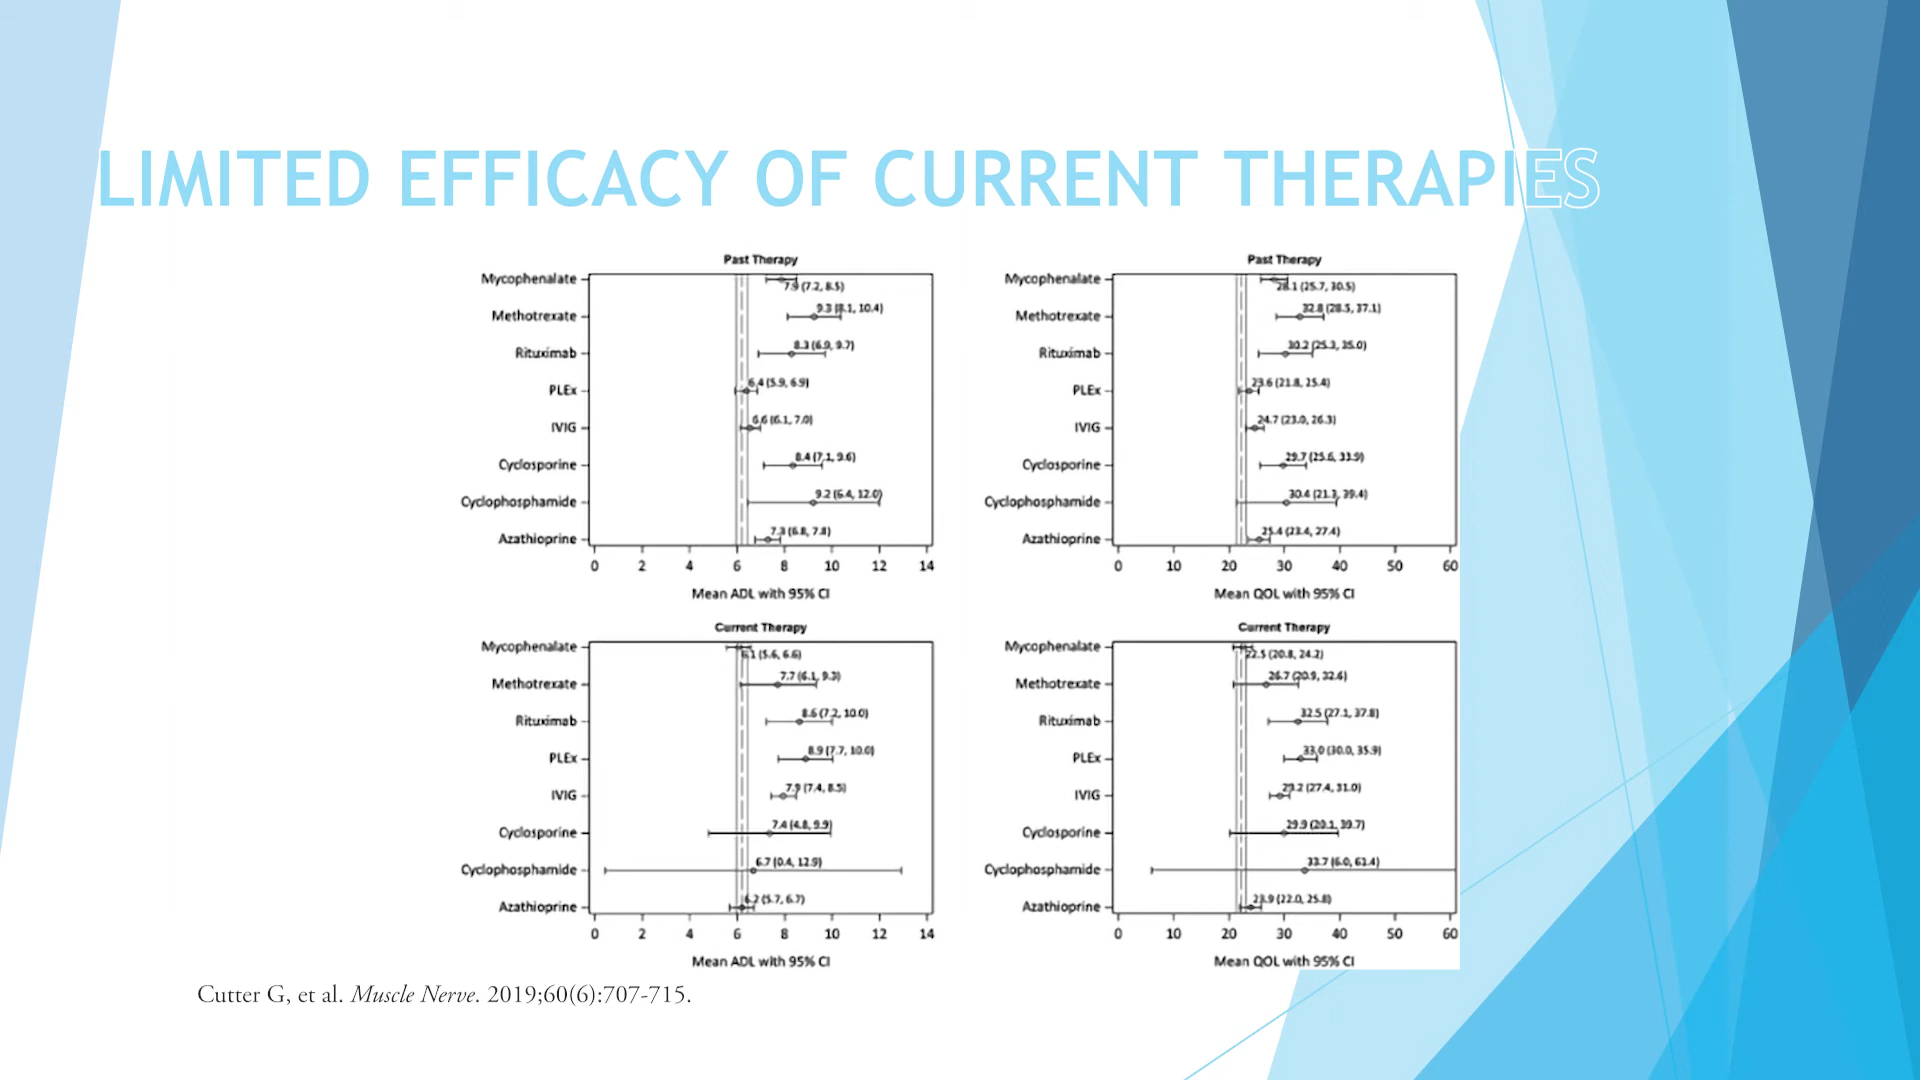 LIMITED EFFICACY OF CURRENT THERAPIES
Past Therapy
Mycophenalate
7.9 (7.2, 8.5)
Methotrexate
9.3 (8.1, 10.4)
Rituximab
8.3 (6.9, 9.7)
PLEx
6.4 (5.9, 6.9)
IVIG
6.6 (6.1, 7.0)
Cyclosporine
8.4 (7.1, 9.6)
Cyclophosphamide
9.2 (6.4, 12.0)
Azathioprine
7.3 (6.8, 7.8)
0 2 4 6 8 10 12 14
Mean ADL with 95% CI
Past Therapy
Mycophenalate
28.1 (25.7, 30.5)
Methotrexate
32.8 (28.5, 37.1)
Rituximab
30.2 (25.3, 35.0)
PLEx
23.6 (21.8, 25.4)
IVIG
24.7 (23.0, 26.3)
Cyclosporine
29.7 (25.6, 33.9)
Cyclophosphamide
30.4 (21.3, 39.4)
Azathioprine
25.4 (23.4, 27.4)
0 10 20 30 40 50 60
Mean QOL with 95% CI
Current Therapy
Mycophenalate
6.1 (5.6, 6.6)
Methotrexate
7.7 (6.1, 9.3)
Rituximab
8.6 (7.2, 10.0)
PLEx
8.9 (7.7, 10.0)
IVIG
7.9 (7.4, 8.5)
Cyclosporine
7.4 (4.8, 9.9)
Cyclophosphamide
6.7 (0.4, 12.9)
Azathioprine
6.2 (5.7, 6.7)
0 2 4 6 8 10 12 14
Mean ADL with 95% CI
Current Therapy
Mycophenalate
22.5 (20.8, 24.2)
Methotrexate
26.7 (20.9, 32.6)
Rituximab
32.5 (27.1, 37.8)
PLEx
33.0 (30.0, 35.9)
IVIG
29.2 (27.4, 31.0)
Cyclosporine
29.9 (20.1, 39.7)
Cyclophosphamide
33.7 (6.0, 61.4)
Azathioprine
23.9 (22.0, 25.8)
0 10 20 30 40 50 60
Mean QOL with 95% CI
Cutter G, et al. Muscle Nerve. 2019;60(6):707-715.